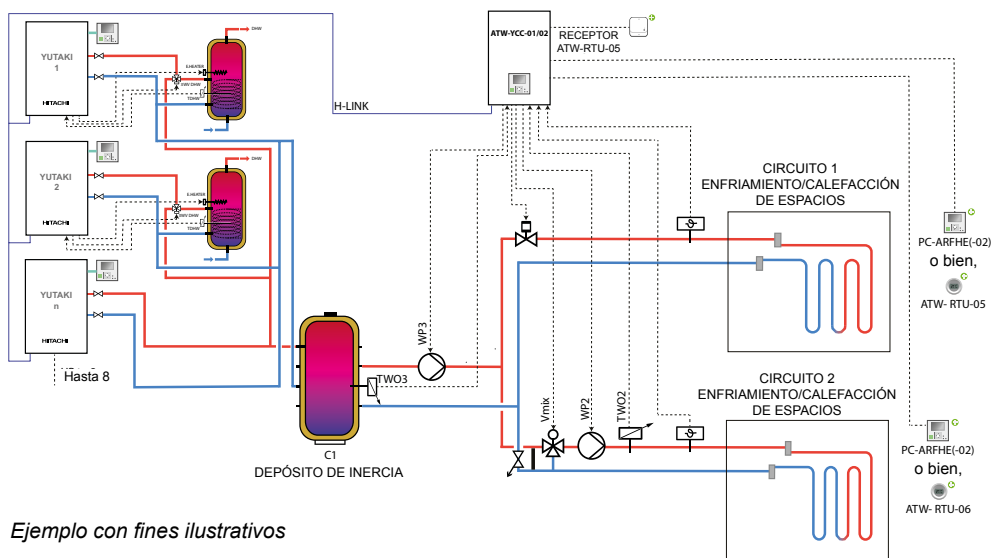 YUTAKI
1
HITACHI
DHW
E.HEATER
3WV DHW
TDHW
YUTAKI
2
HITACHI
DHW
E.HEATER
3WV DHW
TDHW
YUTAKI
n
HITACHI
Hasta 8
H-LINK
ATW-YCC-01/02
RECEPTOR
ATW-RTU-05
WP3
TWO3
C1
DEPÓSITO DE INERCIA
Vmix
WP2
TWO2
CIRCUITO 1
ENFRIAMIENTO/CALEFACCIÓN
DE ESPACIOS
PC-ARFHE(-02)
o bien,
ATW- RTU-05
CIRCUITO 2
ENFRIAMIENTO/CALEFACCIÓN
DE ESPACIOS
PC-ARFHE(-02)
o bien,
ATW- RTU-06
Ejemplo con fines ilustrativos